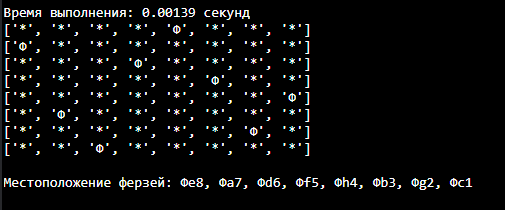 Время выполнения: 0.00139 секунд
['*', '*', '*', '*', 'Ф', '*', '*', '*']
['Ф', '*', '*', '*', '*', '*', '*', '*']
['*', '*', '*', 'Ф', '*', '*', '*', '*']
['*', '*', '*', '*', '*', 'Ф', '*', '*']
['*', '*', '*', '*', '*', '*', '*', 'Ф']
['*', 'Ф', '*', '*', '*', '*', '*', '*']
['*', '*', '*', '*', '*', '*', 'Ф', '*']
['*', '*', 'Ф', '*', '*', '*', '*', '*']
Местоположение ферзей: Фe8, Фa7, Фd6, Фf5, Фh4, Фb3, Фg2, Фc1